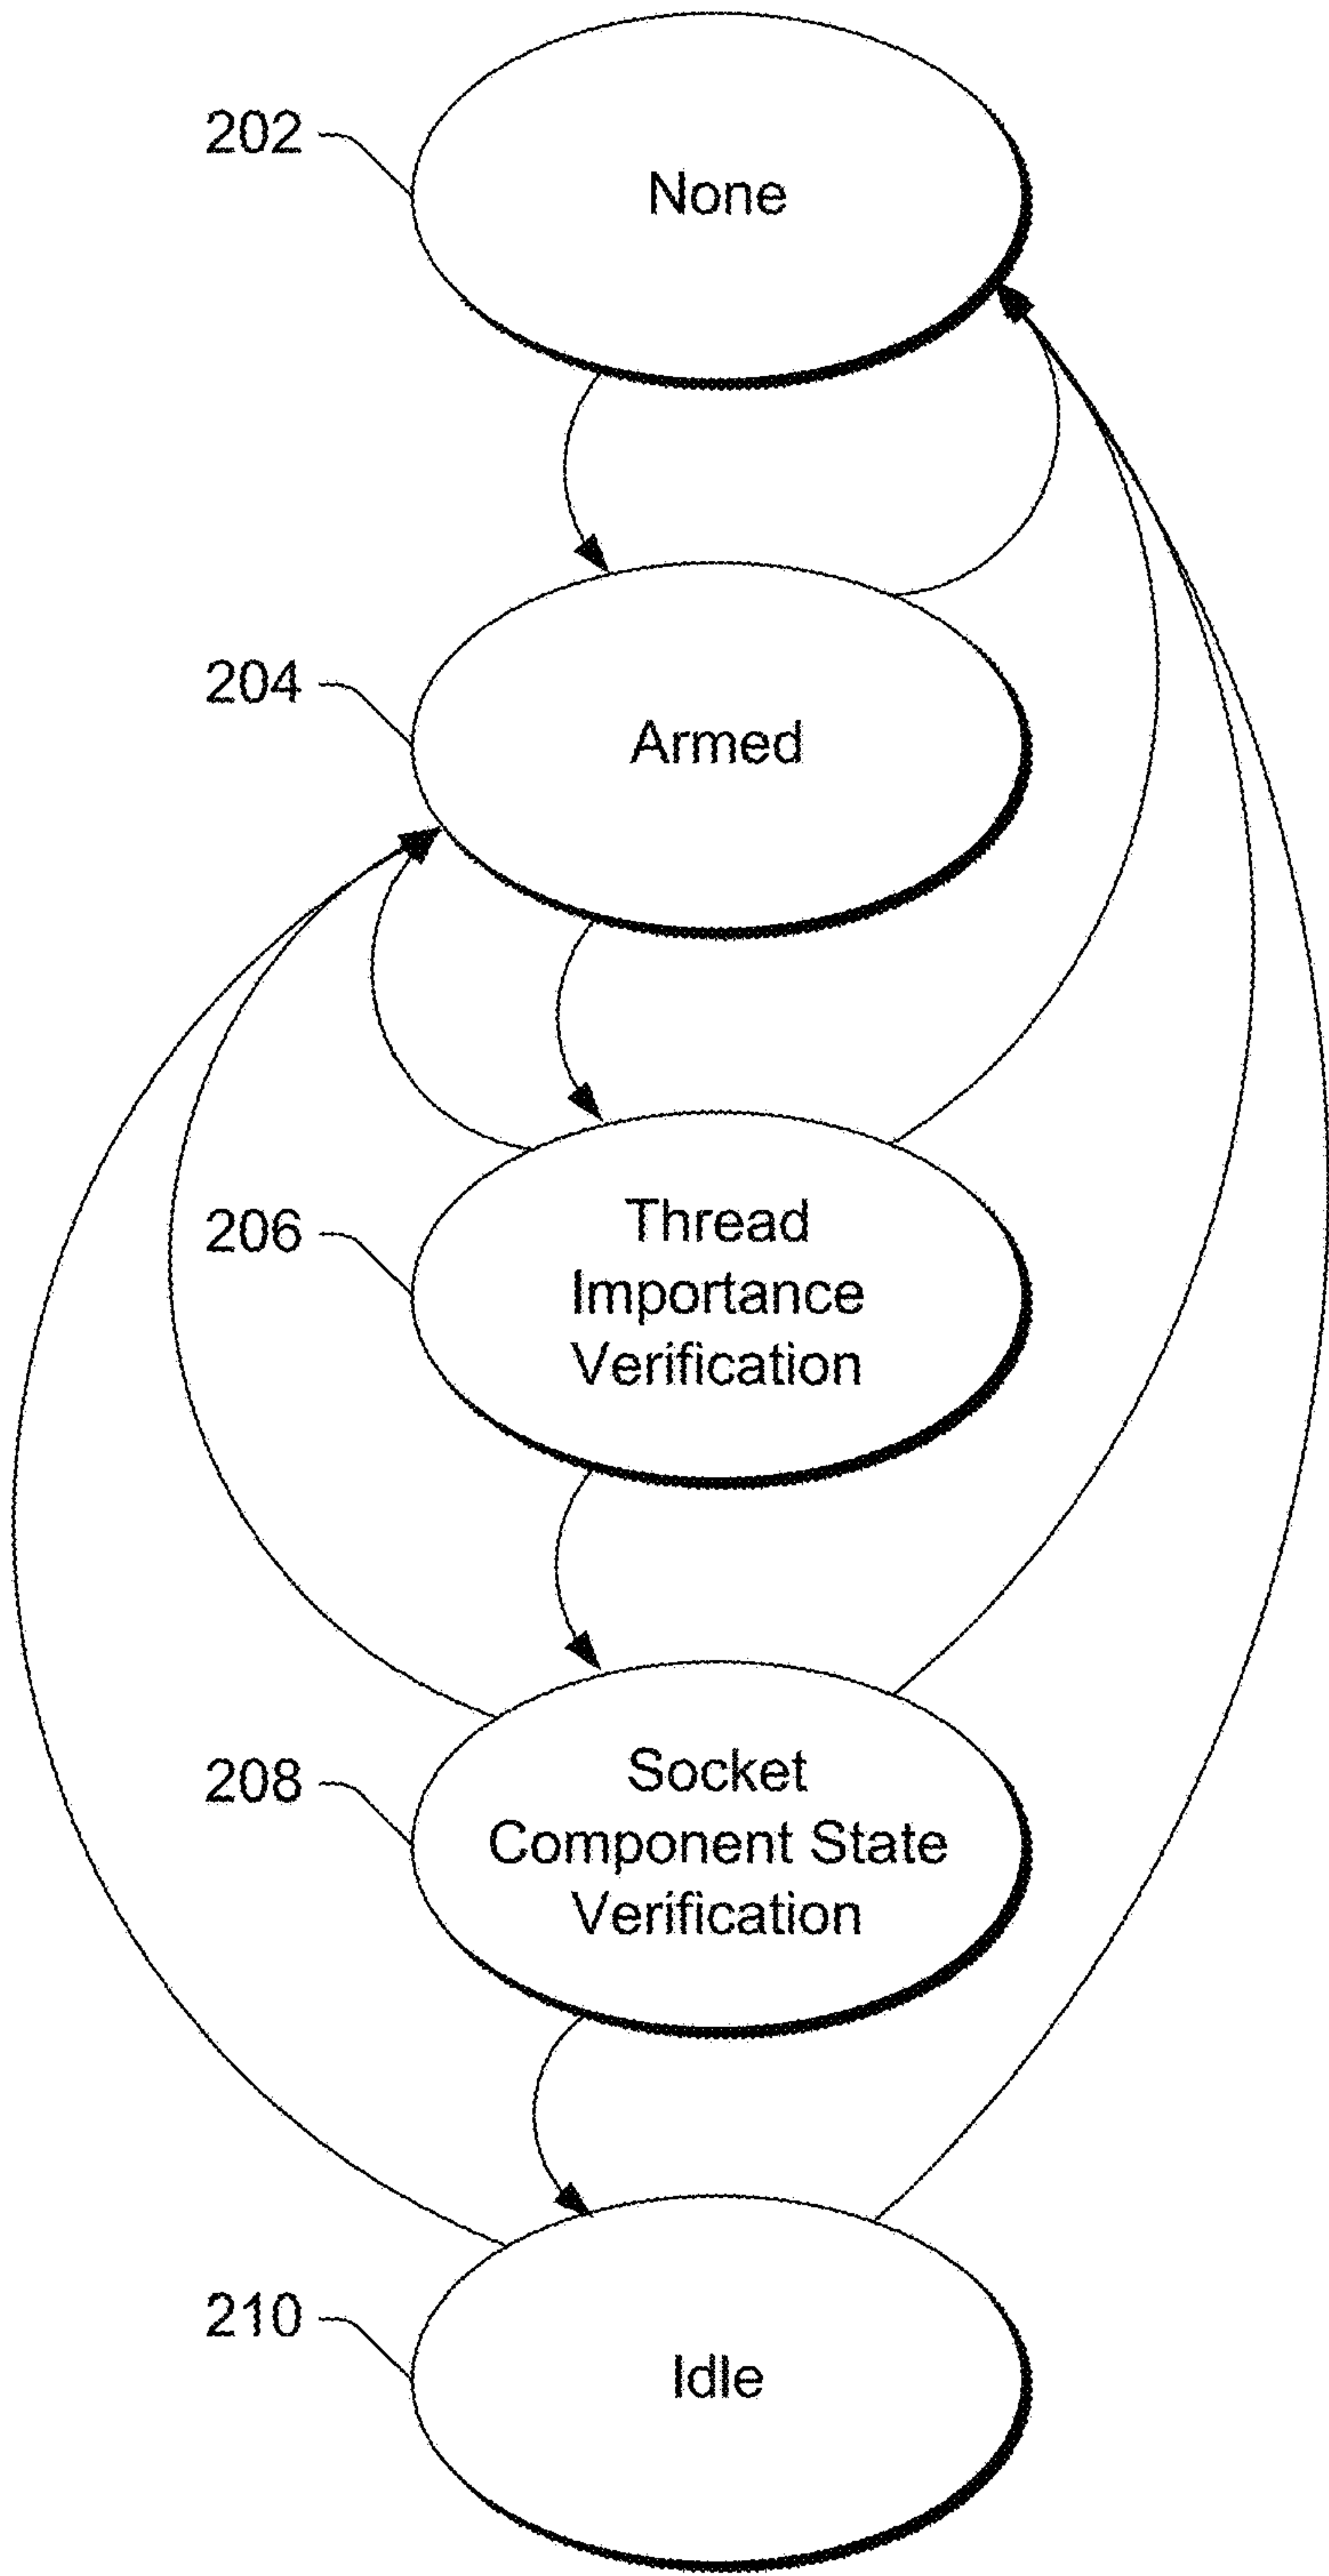 202
None
204
Armed
206
Thread
Importance
Verification
208
Socket
Component State
Verification
210
Idle